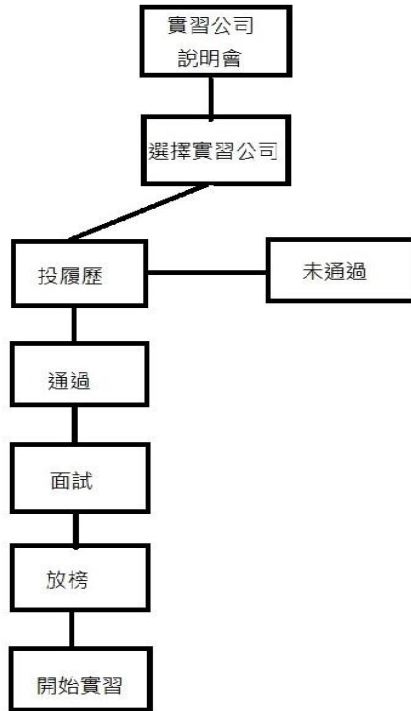 實習公司
說明會
選擇實習公司
投履歷
未通過
通過
面試
放榜
開始實習